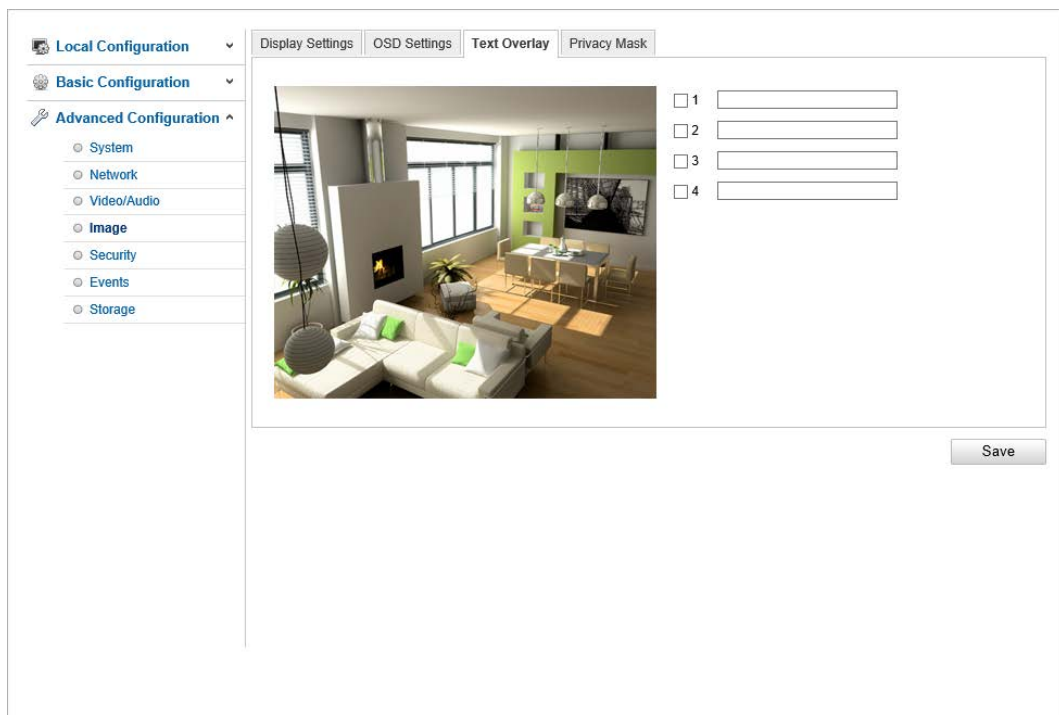 Local Configuration
Basic Configuration
Advanced Configuration
System
Network
Video/Audio
Image
Security
Events
Storage
Display Settings
OSD Settings
Text Overlay
Privacy Mask
1
2
3
4
Save